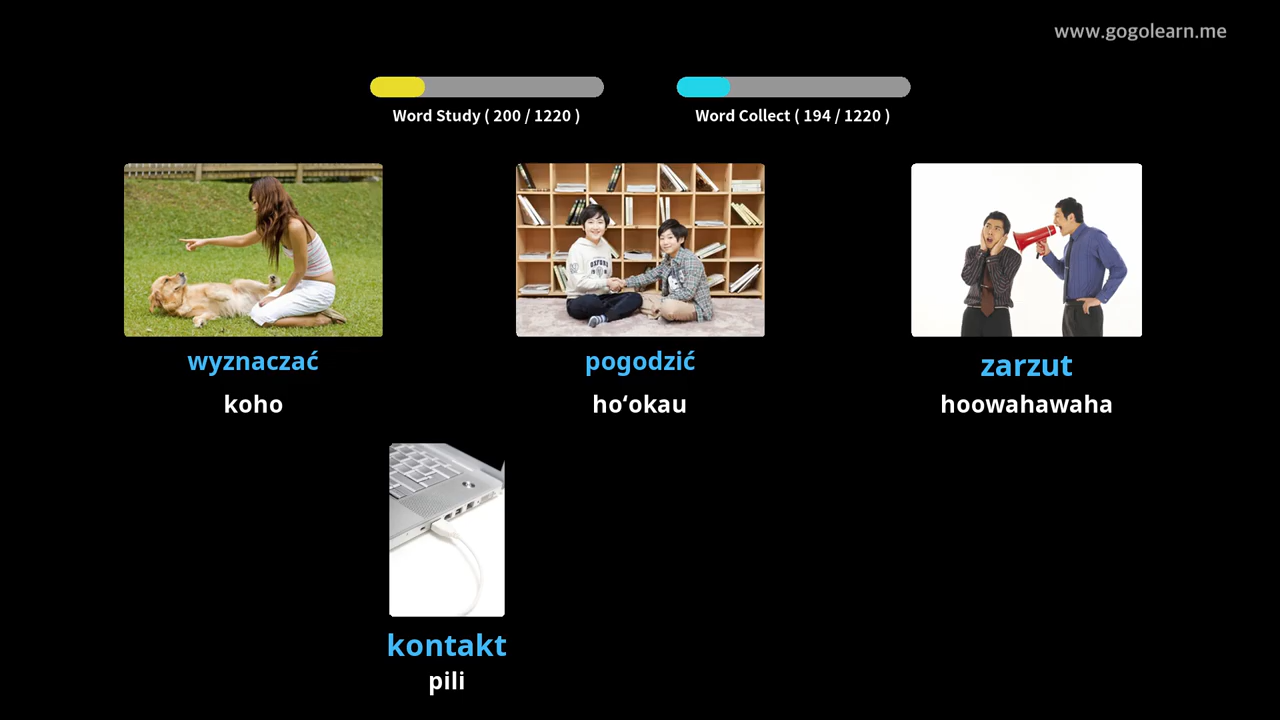 www.gogolearn.me
Word Study ( 200 / 1220 )
Word Collect ( 194 / 1220 )
wyznaczać
koho
pogodzić
hoʻokau
zarzut
hoowahawaha
kontakt
pili